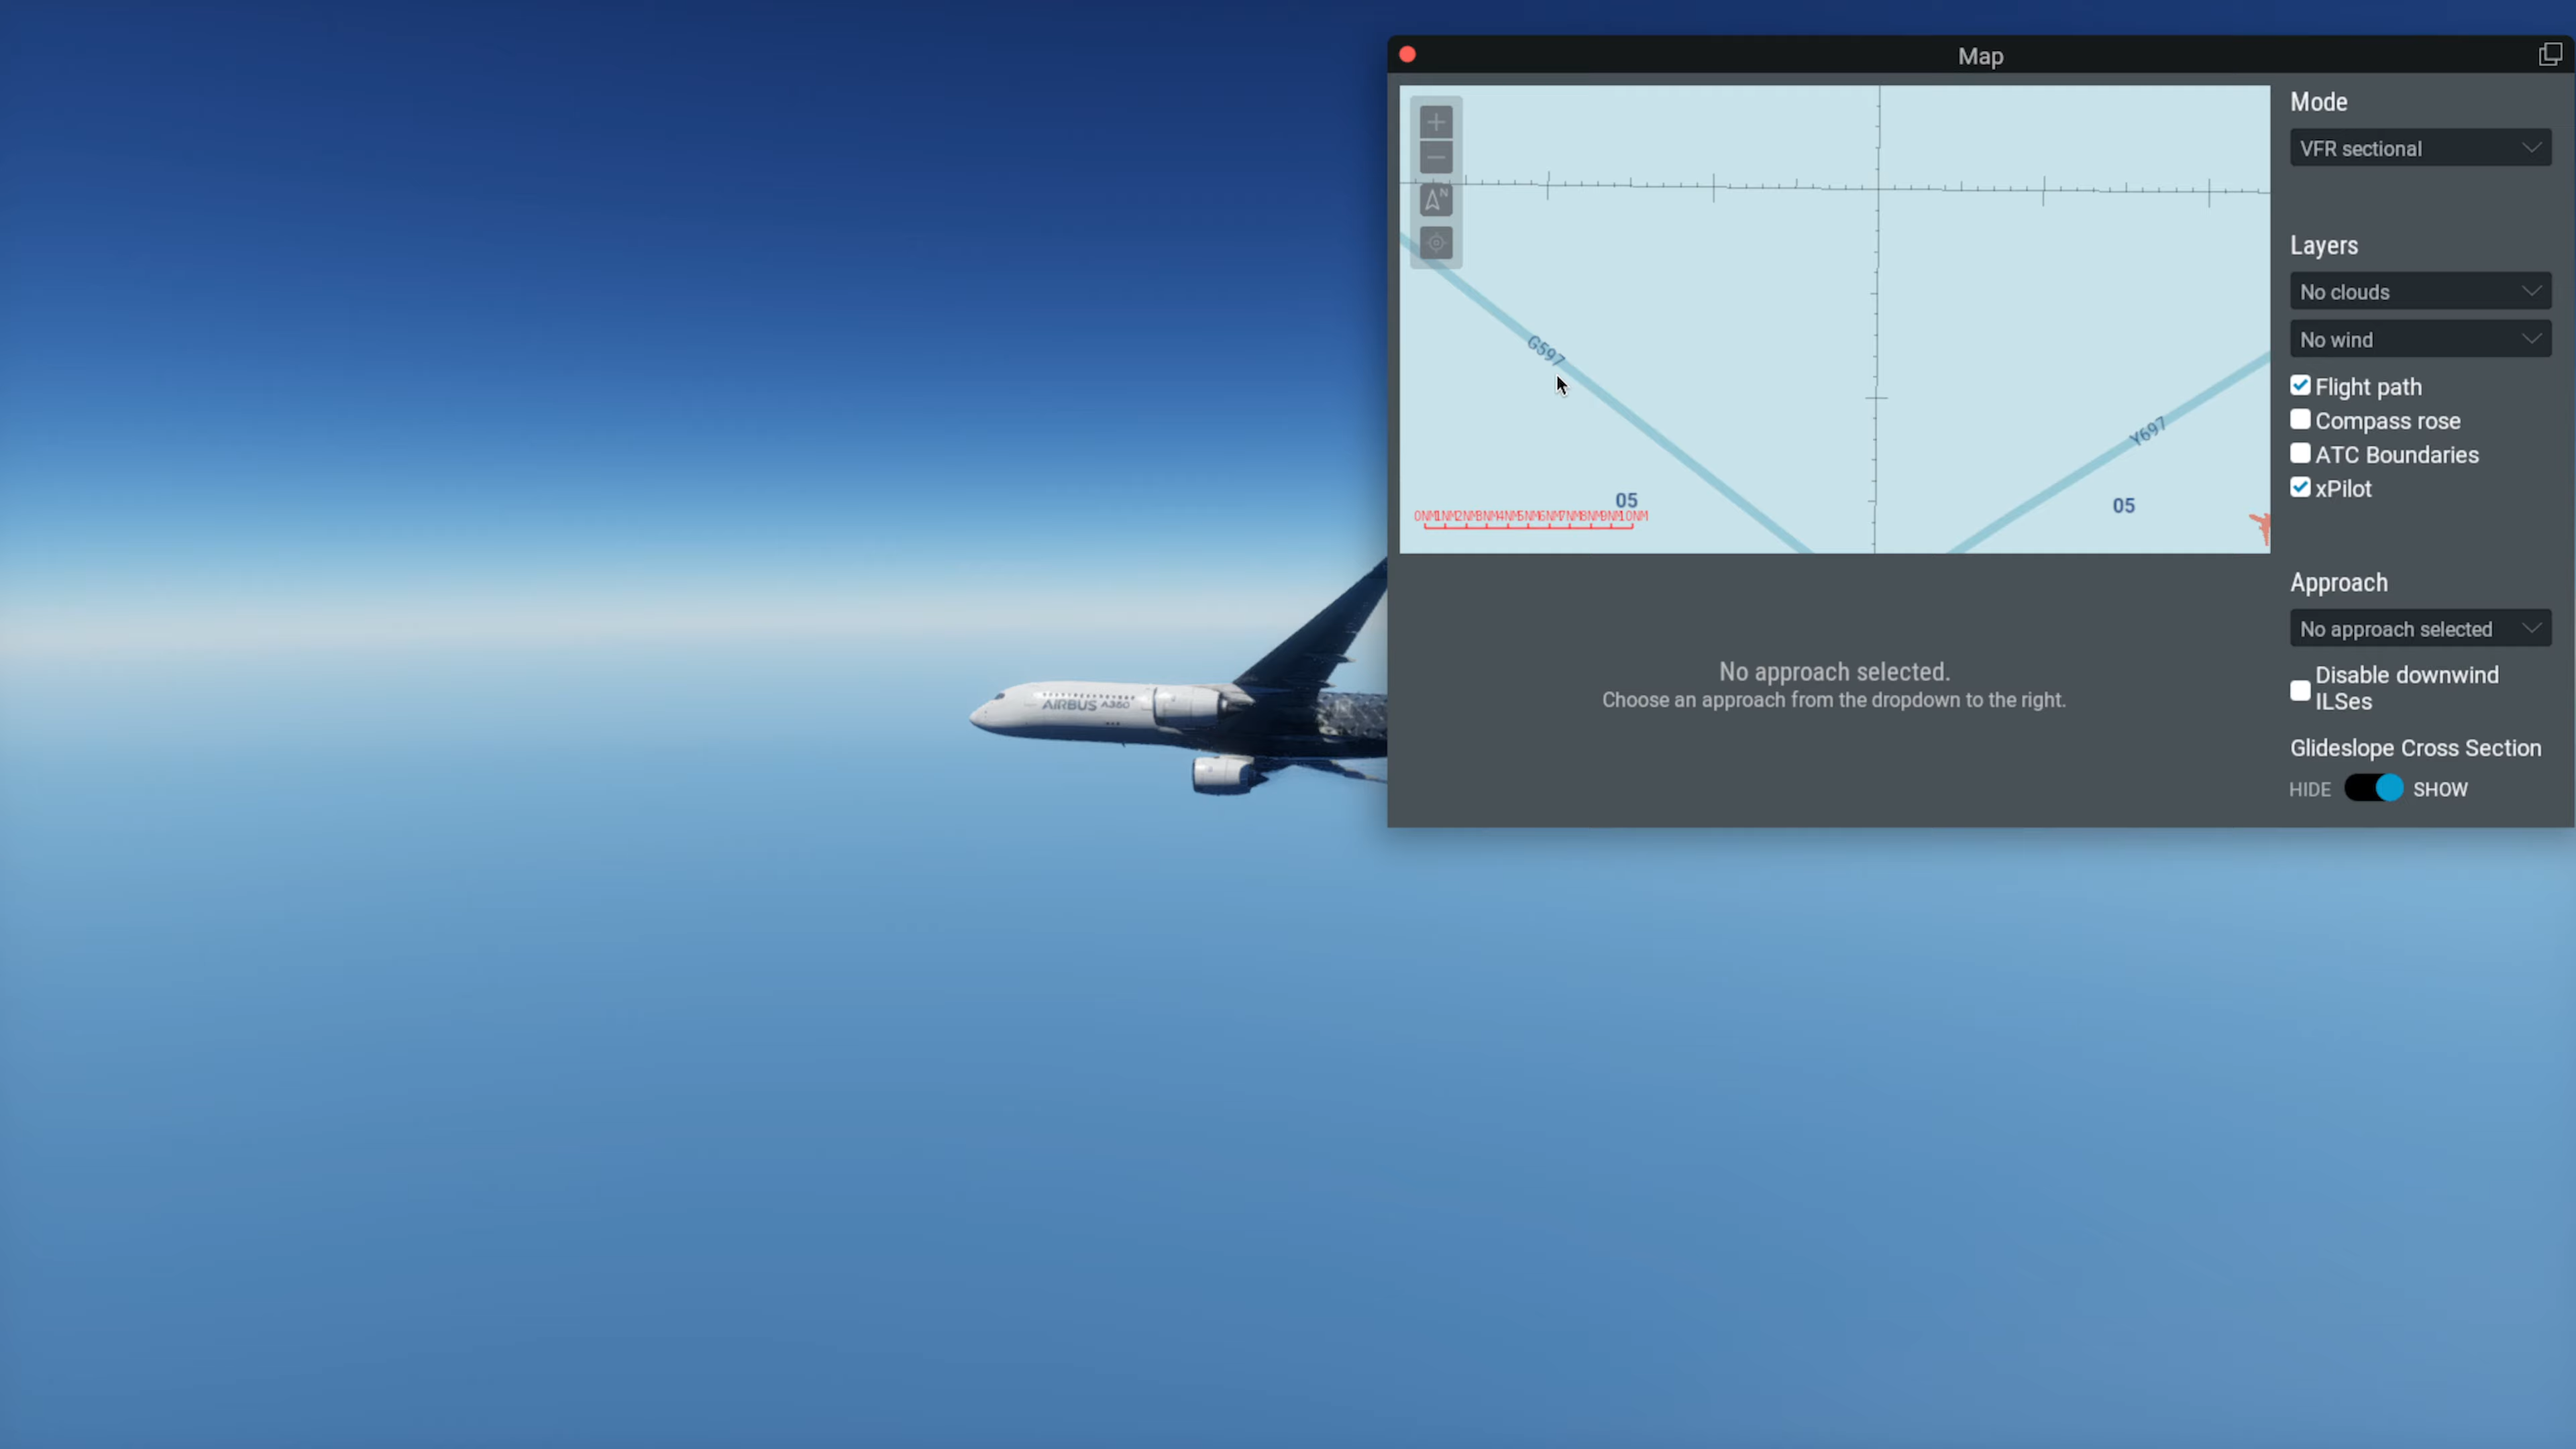 Map
Mode
VFR sectional
N
Layers
No clouds
No wind
G597
Flight path
Compass rose
Y697
ATC Boundaries
xPilot
05
05
0NM1NM2NM3NM4NM5NM6NM7NM8NM9NM10NM
Approach
No approach selected
No approach selected.
Choose an approach from the dropdown to the right.
Disable downwind
ILSes
AIRBUS A350
Glideslope Cross Section
HIDE
SHOW